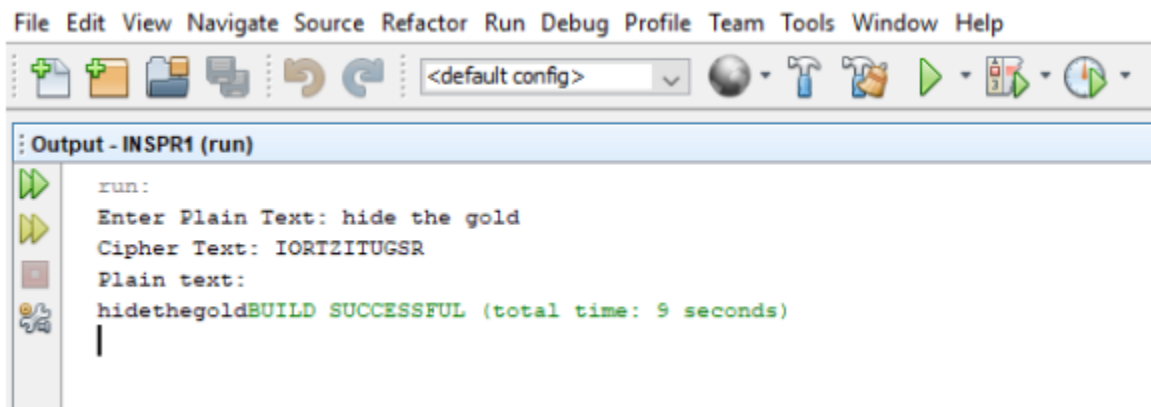 File Edit View Navigate Source Refactor Run Debug Profile Team Tools Window Help
<default config>
Output - INSPR1 (run)
run:
Enter Plain Text: hide the gold
Cipher Text: IORTZITUGSR
Plain text:
hidethegoldBUILD SUCCESSFUL (total time: 9 seconds)